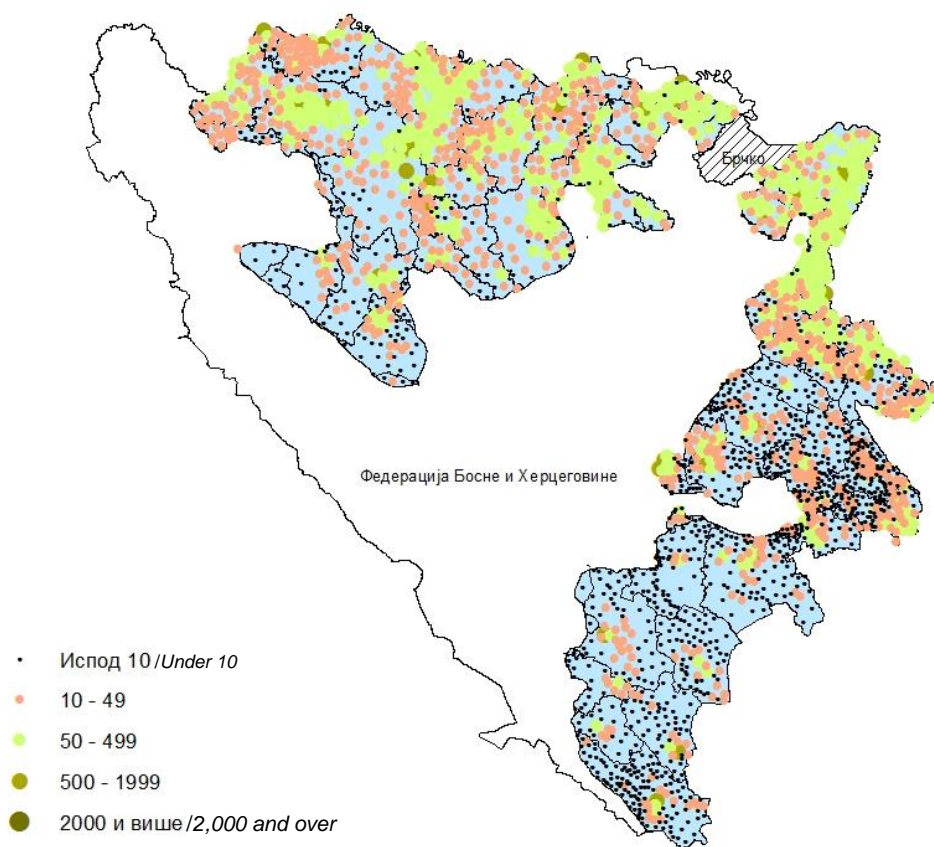 Брчко
Федерација Босне и Херцеговине
Испод 10 /Under 10
10 - 49
50 - 499
500 - 1999
2000 и више /2,000 and over